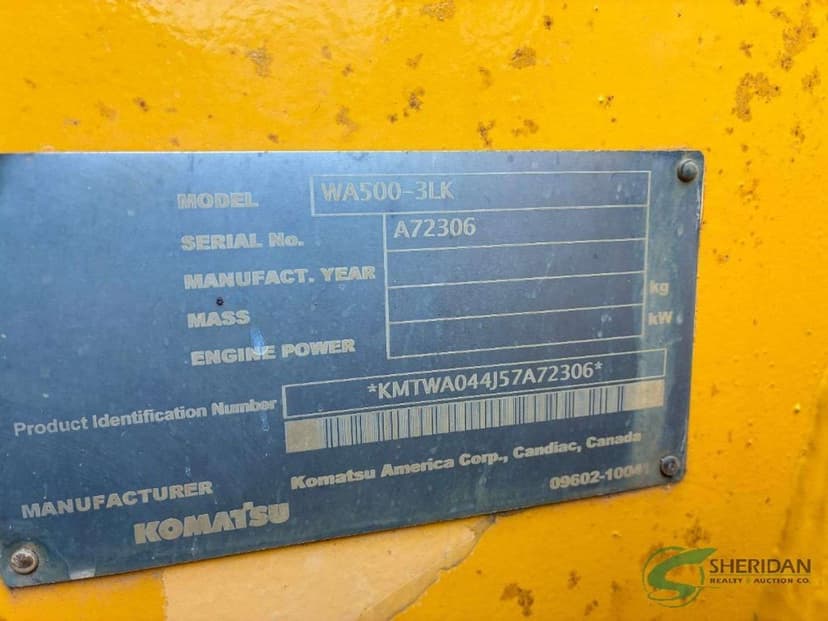 MODEL WA500-3LK
SERIAL No. A72306
MANUFACT. YEAR
MASS kg
ENGINE POWER kW
Product Identification Number *KMTWA044J57A72306*
MANUFACTURER Komatsu America Corp., Candiac, Canada
KOMATSU 09602-10041
SHERIDAN
REALTY & AUCTION CO.